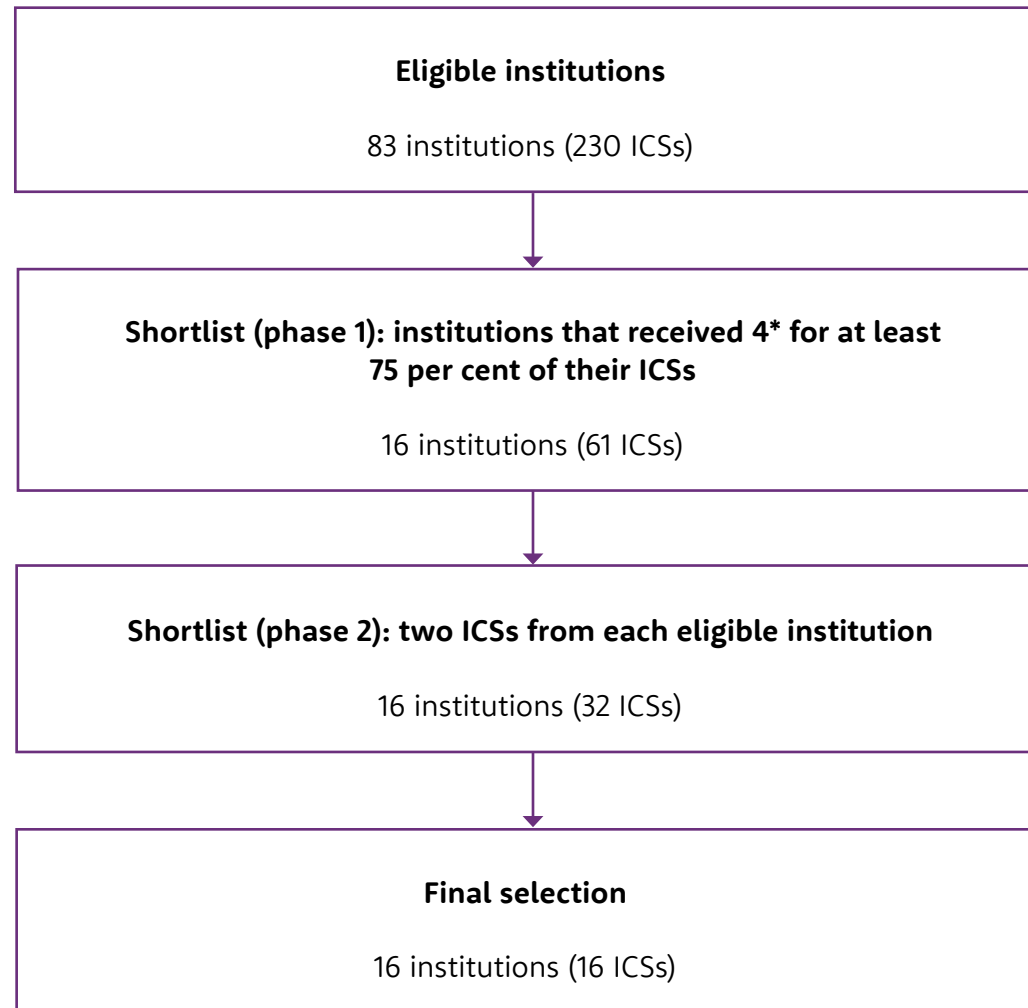 Eligible institutions
83 institutions (230 ICSs)
Shortlist (phase 1): institutions that received 4* for at least
75 per cent of their ICSs
16 institutions (61 ICSs)
Shortlist (phase 2): two ICSs from each eligible institution
16 institutions (32 ICSs)
Final selection
16 institutions (16 ICSs)